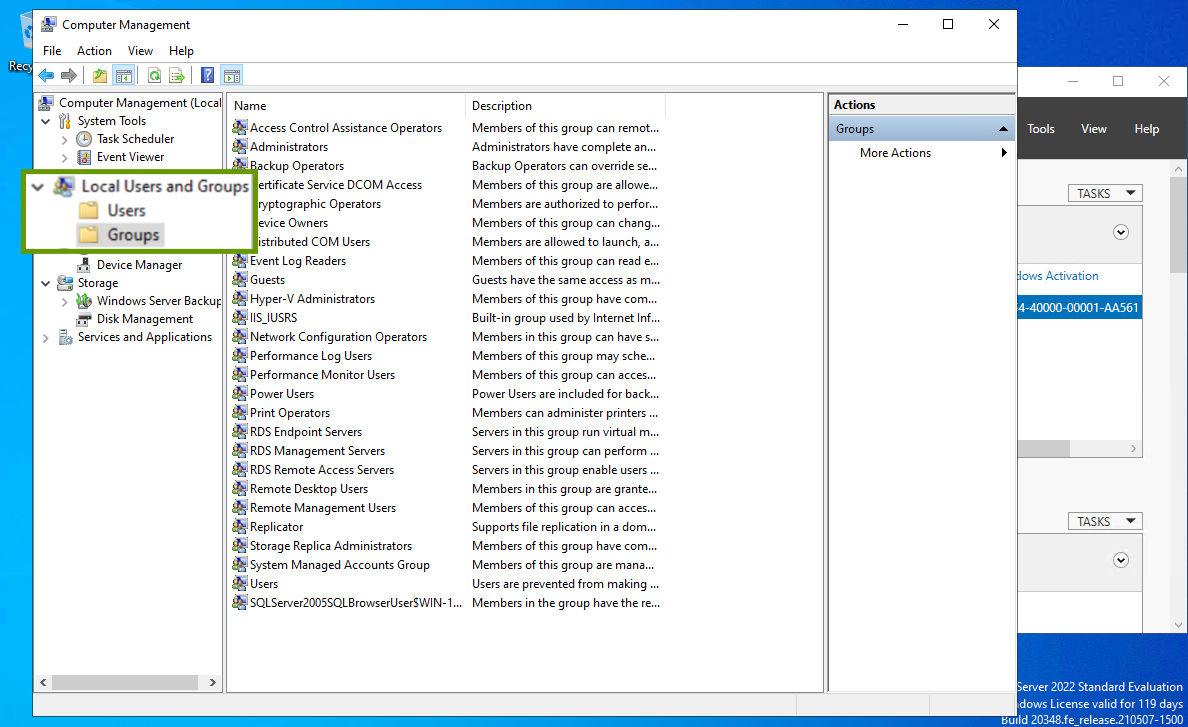 Recy
Computer Management
File Action View Help
Computer Management (Local
System Tools
Task Scheduler
Event Viewer
Local Users and Groups
Users
Groups
Device Manager
Storage
Windows Server Backup
Disk Management
Services and Applications
Name Description
Access Control Assistance Operators Members of this group can remot...
Administrators Administrators have complete an...
Backup Operators Backup Operators can override se...
ertificate Service DCOM Access Members of this group are allowe...
ryptographic Operators Members are authorized to perfor...
evice Owners Members of this group can chang...
istributed COM Users Members are allowed to launch, a...
Event Log Readers Members of this group can read e...
Guests Guests have the same access as m...
Hyper-V Administrators Members of this group have com...
IIS_IUSRS Built-in group used by Internet Inf...
Network Configuration Operators Members in this group can have s...
Performance Log Users Members of this group may sche...
Performance Monitor Users Members of this group can acces...
Power Users Power Users are included for back...
Print Operators Members can administer printers ...
RDS Endpoint Servers Servers in this group run virtual m...
RDS Management Servers Servers in this group can perform ...
RDS Remote Access Servers Servers in this group enable users ...
Remote Desktop Users Members in this group are grante...
Remote Management Users Members of this group can acces...
Replicator Supports file replication in a dom...
Storage Replica Administrators Members of this group have com...
System Managed Accounts Group Members of this group are mana...
Users Users are prevented from making ...
SQLServer2005SQLBrowserUser$WIN-1... Members in the group have the re...
Actions
Groups
More Actions
Tools View Help
TASKS
dows Activation
4-40000-00001-AA561
TASKS
Server 2022 Standard Evaluation
ndows License valid for 119 days
Build 20348.fe_release.210507-1500